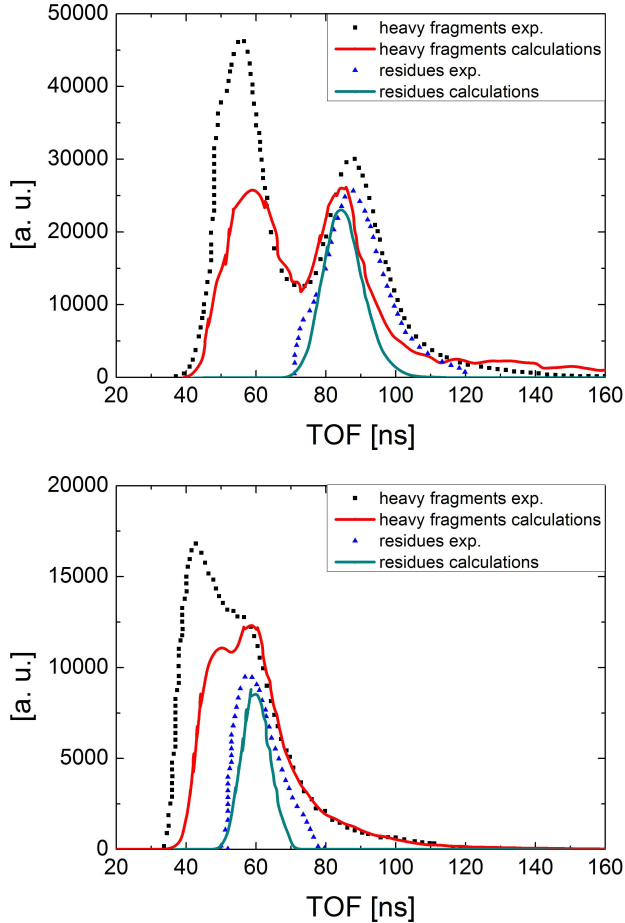 50000
40000
30000
20000
10000
0
[a. u.]
heavy fragments exp.
heavy fragments calculations
residues exp.
residues calculations
20 40 60 80 100 120 140 160
TOF [ns]
20000
15000
10000
5000
0
[a. u.]
heavy fragments exp.
heavy fragments calculations
residues exp.
residues calculations
20 40 60 80 100 120 140 160
TOF [ns]